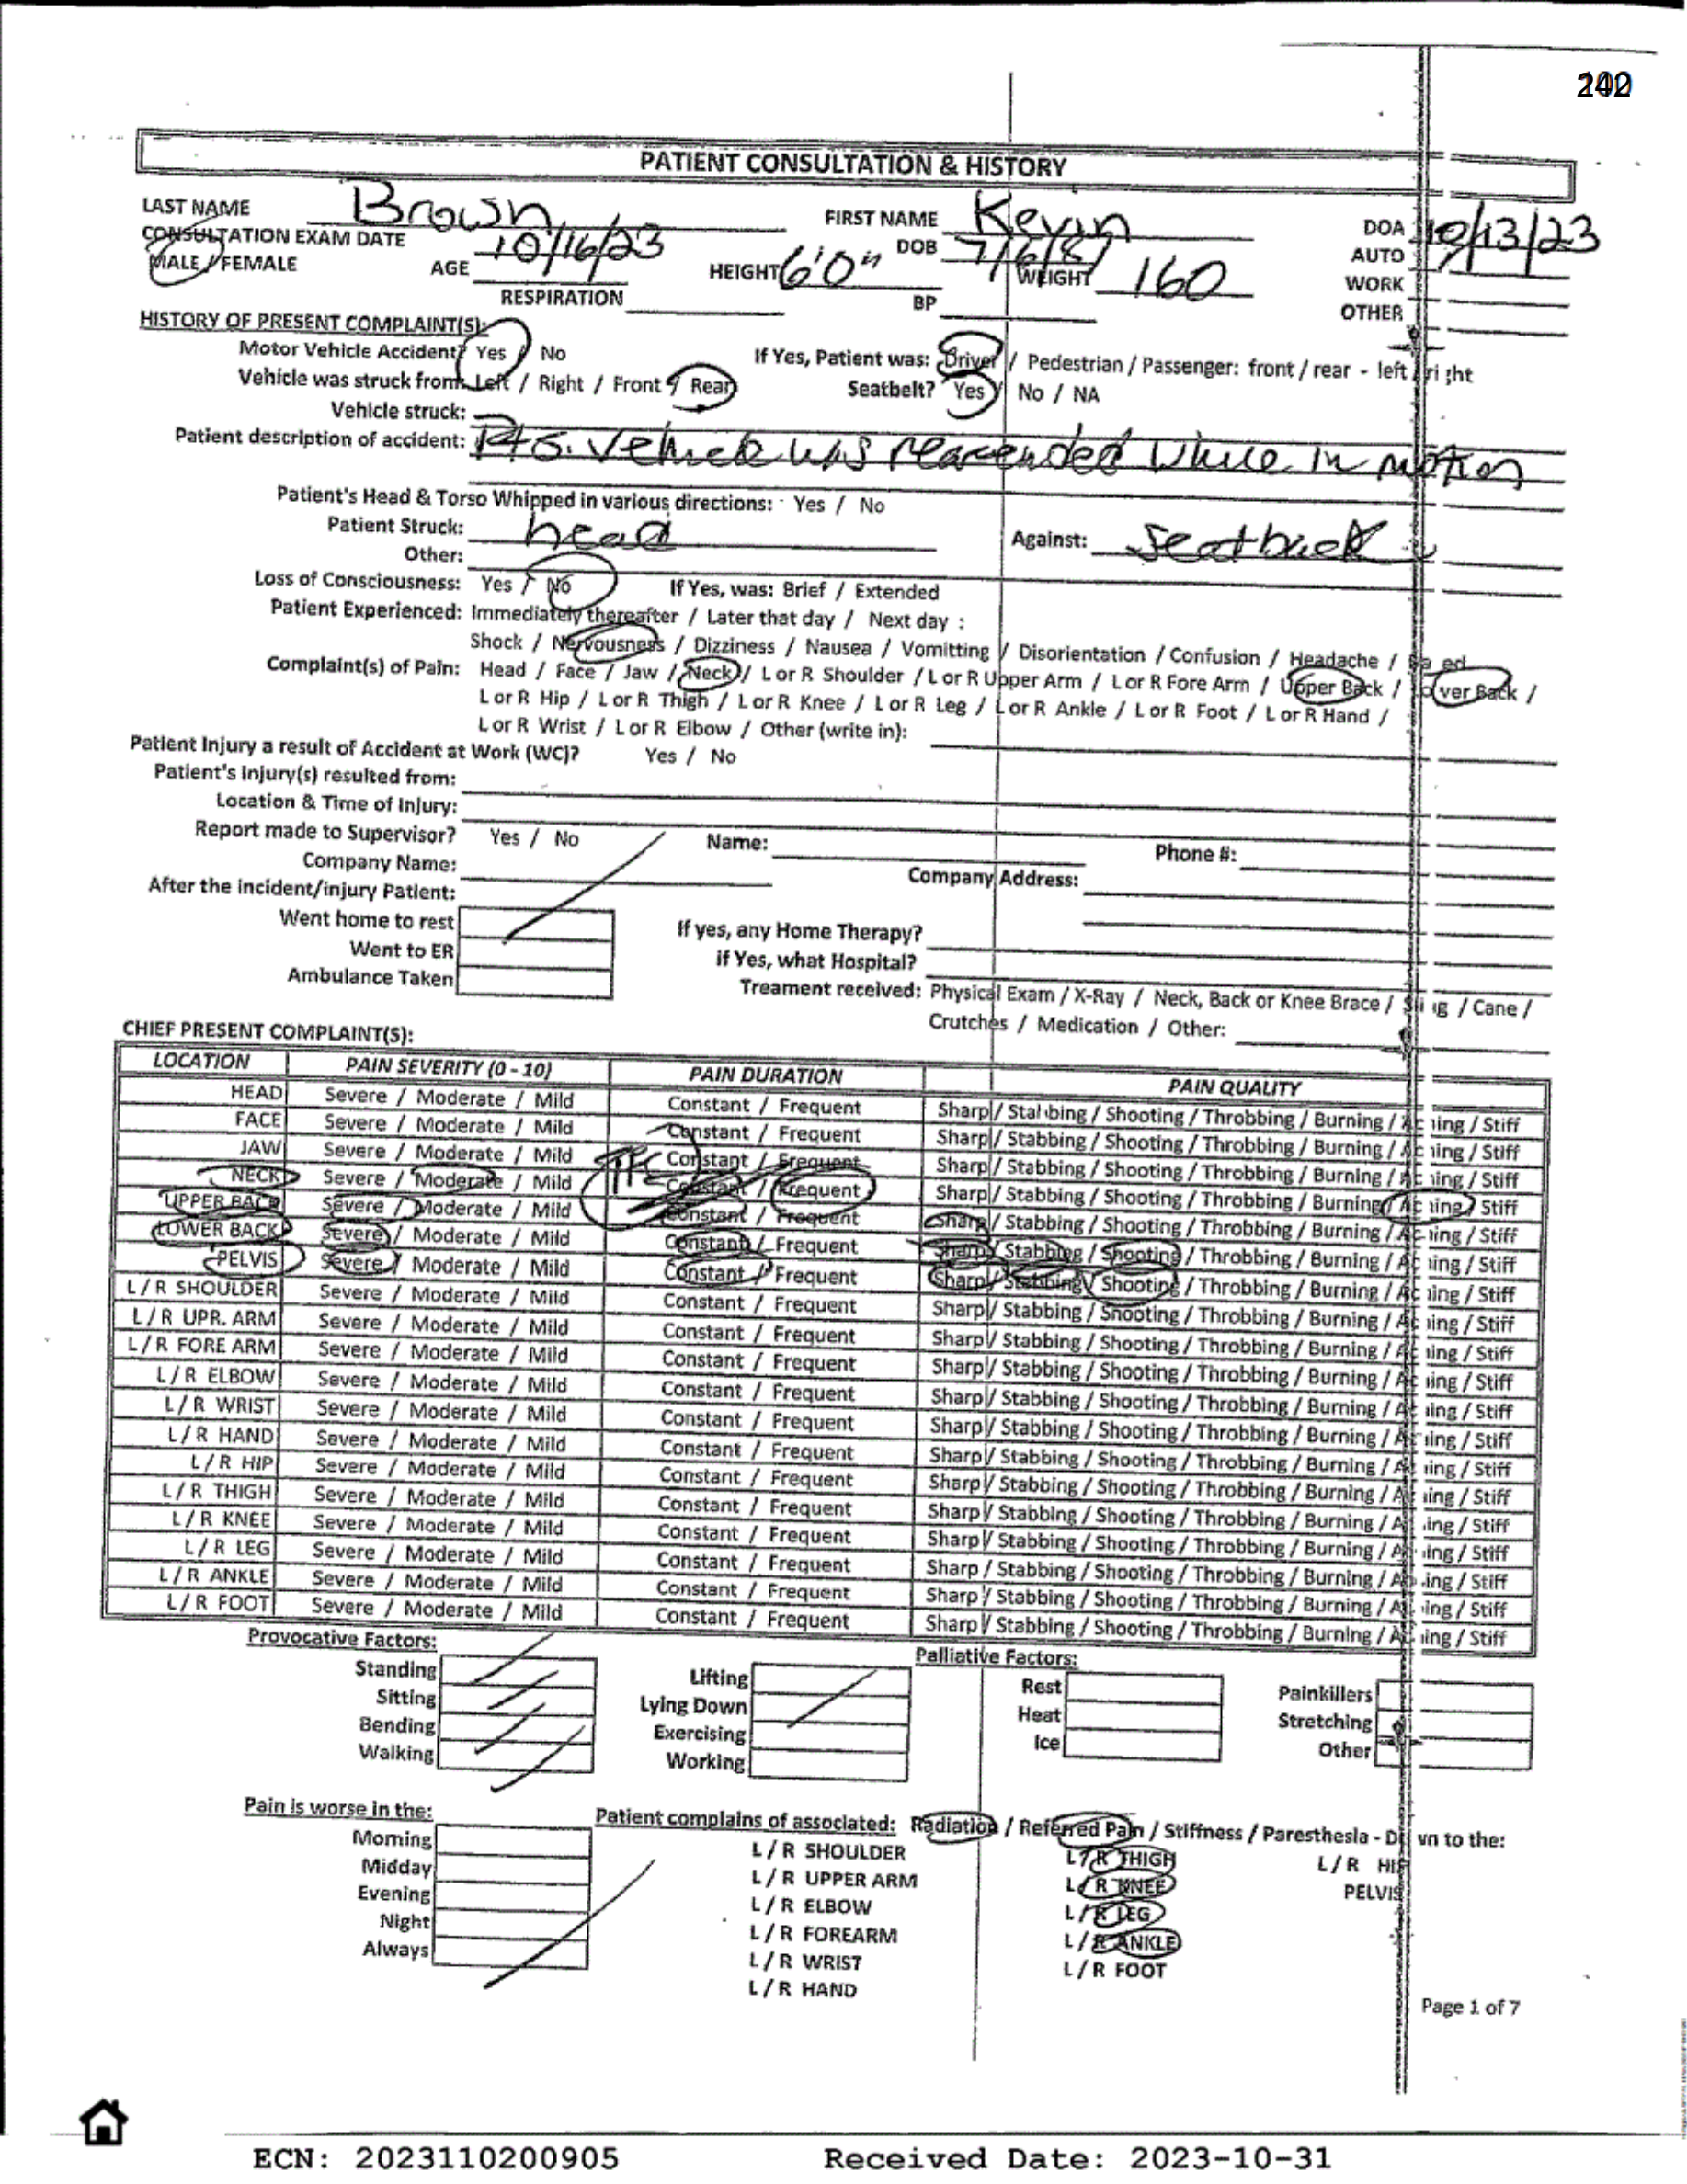 PATIENT CONSULTATION & HISTORY
LAST NAME Brown FIRST NAME Kevin DOA 10/13/23
CONSULTATION EXAM DATE 10/16/23 DOB AUTO
MALE / FEMALE AGE HEIGHT 6'0" WEIGHT 160 WORK
RESPIRATION BP OTHER
HISTORY OF PRESENT COMPLAINT(S):
Motor Vehicle Accident? Yes / No If Yes, Patient was: Driver / Pedestrian / Passenger: front / rear - left / right
Vehicle was struck from: Left / Right / Front / Rear Seatbelt? Yes / No / NA
Vehicle struck:
Patient description of accident: vehicle was rearended while in motion
Patient's Head & Torso Whipped in various directions: Yes / No
Patient Struck: head Against: seatback
Other:
Loss of Consciousness: Yes / No If Yes, was: Brief / Extended
Patient Experienced: Immediately thereafter / Later that day / Next day :
Shock / Nervousness / Dizziness / Nausea / Vomitting / Disorientation / Confusion / Headache /
Complaint(s) of Pain: Head / Face / Jaw / Neck / L or R Shoulder / L or R Upper Arm / L or R Fore Arm / Upper Back / Lower Back /
L or R Hip / L or R Thigh / L or R Knee / L or R Leg / L or R Ankle / L or R Foot / L or R Hand /
L or R Wrist / L or R Elbow / Other (write in):
Patient Injury a result of Accident at Work (WC)? Yes / No
Patient's Injury(s) resulted from:
Location & Time of Injury:
Report made to Supervisor? Yes / No Name: Phone #:
Company Name: Company Address:
After the incident/injury Patient:
Went home to rest If yes, any Home Therapy?
Went to ER if Yes, what Hospital?
Ambulance Taken Treament received: Physical Exam / X-Ray / Neck, Back or Knee Brace / Sling / Cane /
Crutches / Medication / Other:
CHIEF PRESENT COMPLAINT(S):
LOCATION PAIN SEVERITY (0 - 10) PAIN DURATION PAIN QUALITY
HEAD Severe / Moderate / Mild Constant / Frequent Sharp / Stabbing / Shooting / Throbbing / Burning / Aching / Stiff
FACE Severe / Moderate / Mild Constant / Frequent Sharp / Stabbing / Shooting / Throbbing / Burning / Aching / Stiff
JAW Severe / Moderate / Mild Constant / Frequent Sharp / Stabbing / Shooting / Throbbing / Burning / Aching / Stiff
NECK Severe / Moderate / Mild Constant / Frequent Sharp / Stabbing / Shooting / Throbbing / Burning / Aching / Stiff
UPPER BACK Severe / Moderate / Mild Constant / Frequent Sharp / Stabbing / Shooting / Throbbing / Burning / Aching / Stiff
LOWER BACK Severe / Moderate / Mild Constant / Frequent Sharp / Stabbing / Shooting / Throbbing / Burning / Aching / Stiff
PELVIS Severe / Moderate / Mild Constant / Frequent Sharp / Stabbing / Shooting / Throbbing / Burning / Aching / Stiff
L / R SHOULDER Severe / Moderate / Mild Constant / Frequent Sharp / Stabbing / Shooting / Throbbing / Burning / Aching / Stiff
L / R UPR. ARM Severe / Moderate / Mild Constant / Frequent Sharp / Stabbing / Shooting / Throbbing / Burning / Aching / Stiff
L / R FORE ARM Severe / Moderate / Mild Constant / Frequent Sharp / Stabbing / Shooting / Throbbing / Burning / Aching / Stiff
L / R ELBOW Severe / Moderate / Mild Constant / Frequent Sharp / Stabbing / Shooting / Throbbing / Burning / Aching / Stiff
L / R WRIST Severe / Moderate / Mild Constant / Frequent Sharp / Stabbing / Shooting / Throbbing / Burning / Aching / Stiff
L / R HAND Severe / Moderate / Mild Constant / Frequent Sharp / Stabbing / Shooting / Throbbing / Burning / Aching / Stiff
L / R HIP Severe / Moderate / Mild Constant / Frequent Sharp / Stabbing / Shooting / Throbbing / Burning / Aching / Stiff
L / R THIGH Severe / Moderate / Mild Constant / Frequent Sharp / Stabbing / Shooting / Throbbing / Burning / Aching / Stiff
L / R KNEE Severe / Moderate / Mild Constant / Frequent Sharp / Stabbing / Shooting / Throbbing / Burning / Aching / Stiff
L / R LEG Severe / Moderate / Mild Constant / Frequent Sharp / Stabbing / Shooting / Throbbing / Burning / Aching / Stiff
L / R ANKLE Severe / Moderate / Mild Constant / Frequent Sharp / Stabbing / Shooting / Throbbing / Burning / Aching / Stiff
L / R FOOT Severe / Moderate / Mild Constant / Frequent Sharp / Stabbing / Shooting / Throbbing / Burning / Aching / Stiff
Provocative Factors: Palliative Factors:
Standing Lifting Rest Painkillers
Sitting Lying Down Heat Stretching
Bending Exercising Ice Other
Walking Working
Pain is worse in the: Patient complains of associated: Radiation / Referred Pain / Stiffness / Paresthesia - Down to the:
Morning L / R SHOULDER L / R THIGH L / R HIP
Midday L / R UPPER ARM L / R KNEE PELVIS
Evening L / R ELBOW L / R LEG
Night L / R FOREARM L / R ANKLE
Always L / R WRIST L / R FOOT
L / R HAND
Page 1 of 7
ECN: 2023110200905 Received Date: 2023-10-31